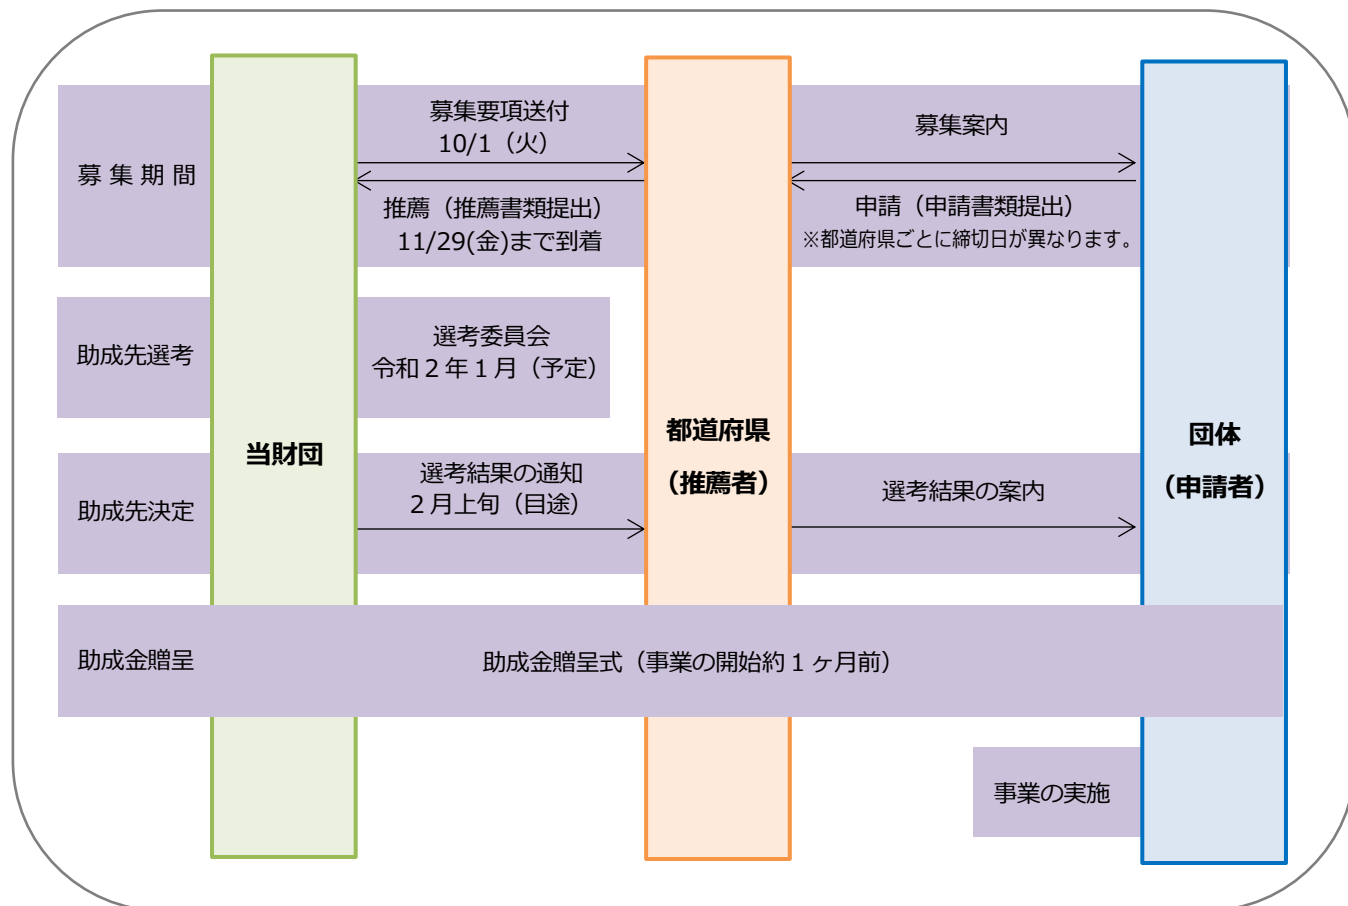 募集期間
募集要項送付
10/1（火）
推薦（推薦書類提出）
11/29(金)まで到着
募集案内
申請（申請書類提出）
※都道府県ごとに締切日が異なります。
助成先選考
選考委員会
令和２年１月（予定）
当財団
都道府県
（推薦者）
団体
（申請者）
助成先決定
選考結果の通知
２月上旬（目途）
選考結果の案内
助成金贈呈
助成金贈呈式（事業の開始約１ヶ月前）
事業の実施